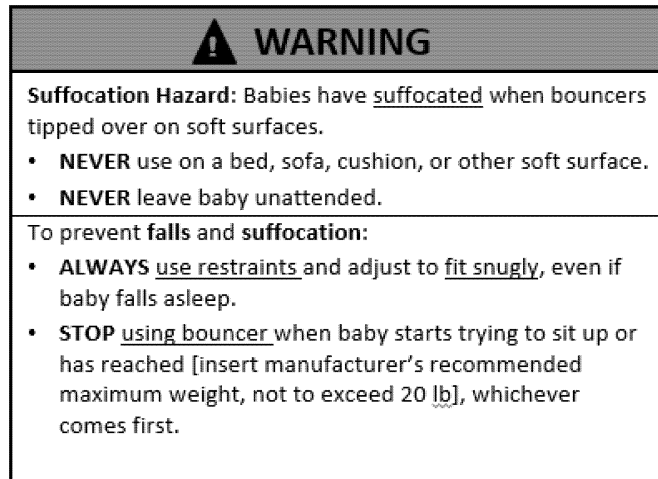 WARNING
Suffocation Hazard: Babies have suffocated when bouncers
tipped over on soft surfaces.
• NEVER use on a bed, sofa, cushion, or other soft surface.
• NEVER leave baby unattended.
To prevent falls and suffocation:
• ALWAYS use restraints and adjust to fit snugly, even if
baby falls asleep.
• STOP using bouncer when baby starts trying to sit up or
has reached [insert manufacturer’s recommended
maximum weight, not to exceed 20 lb], whichever
comes first.